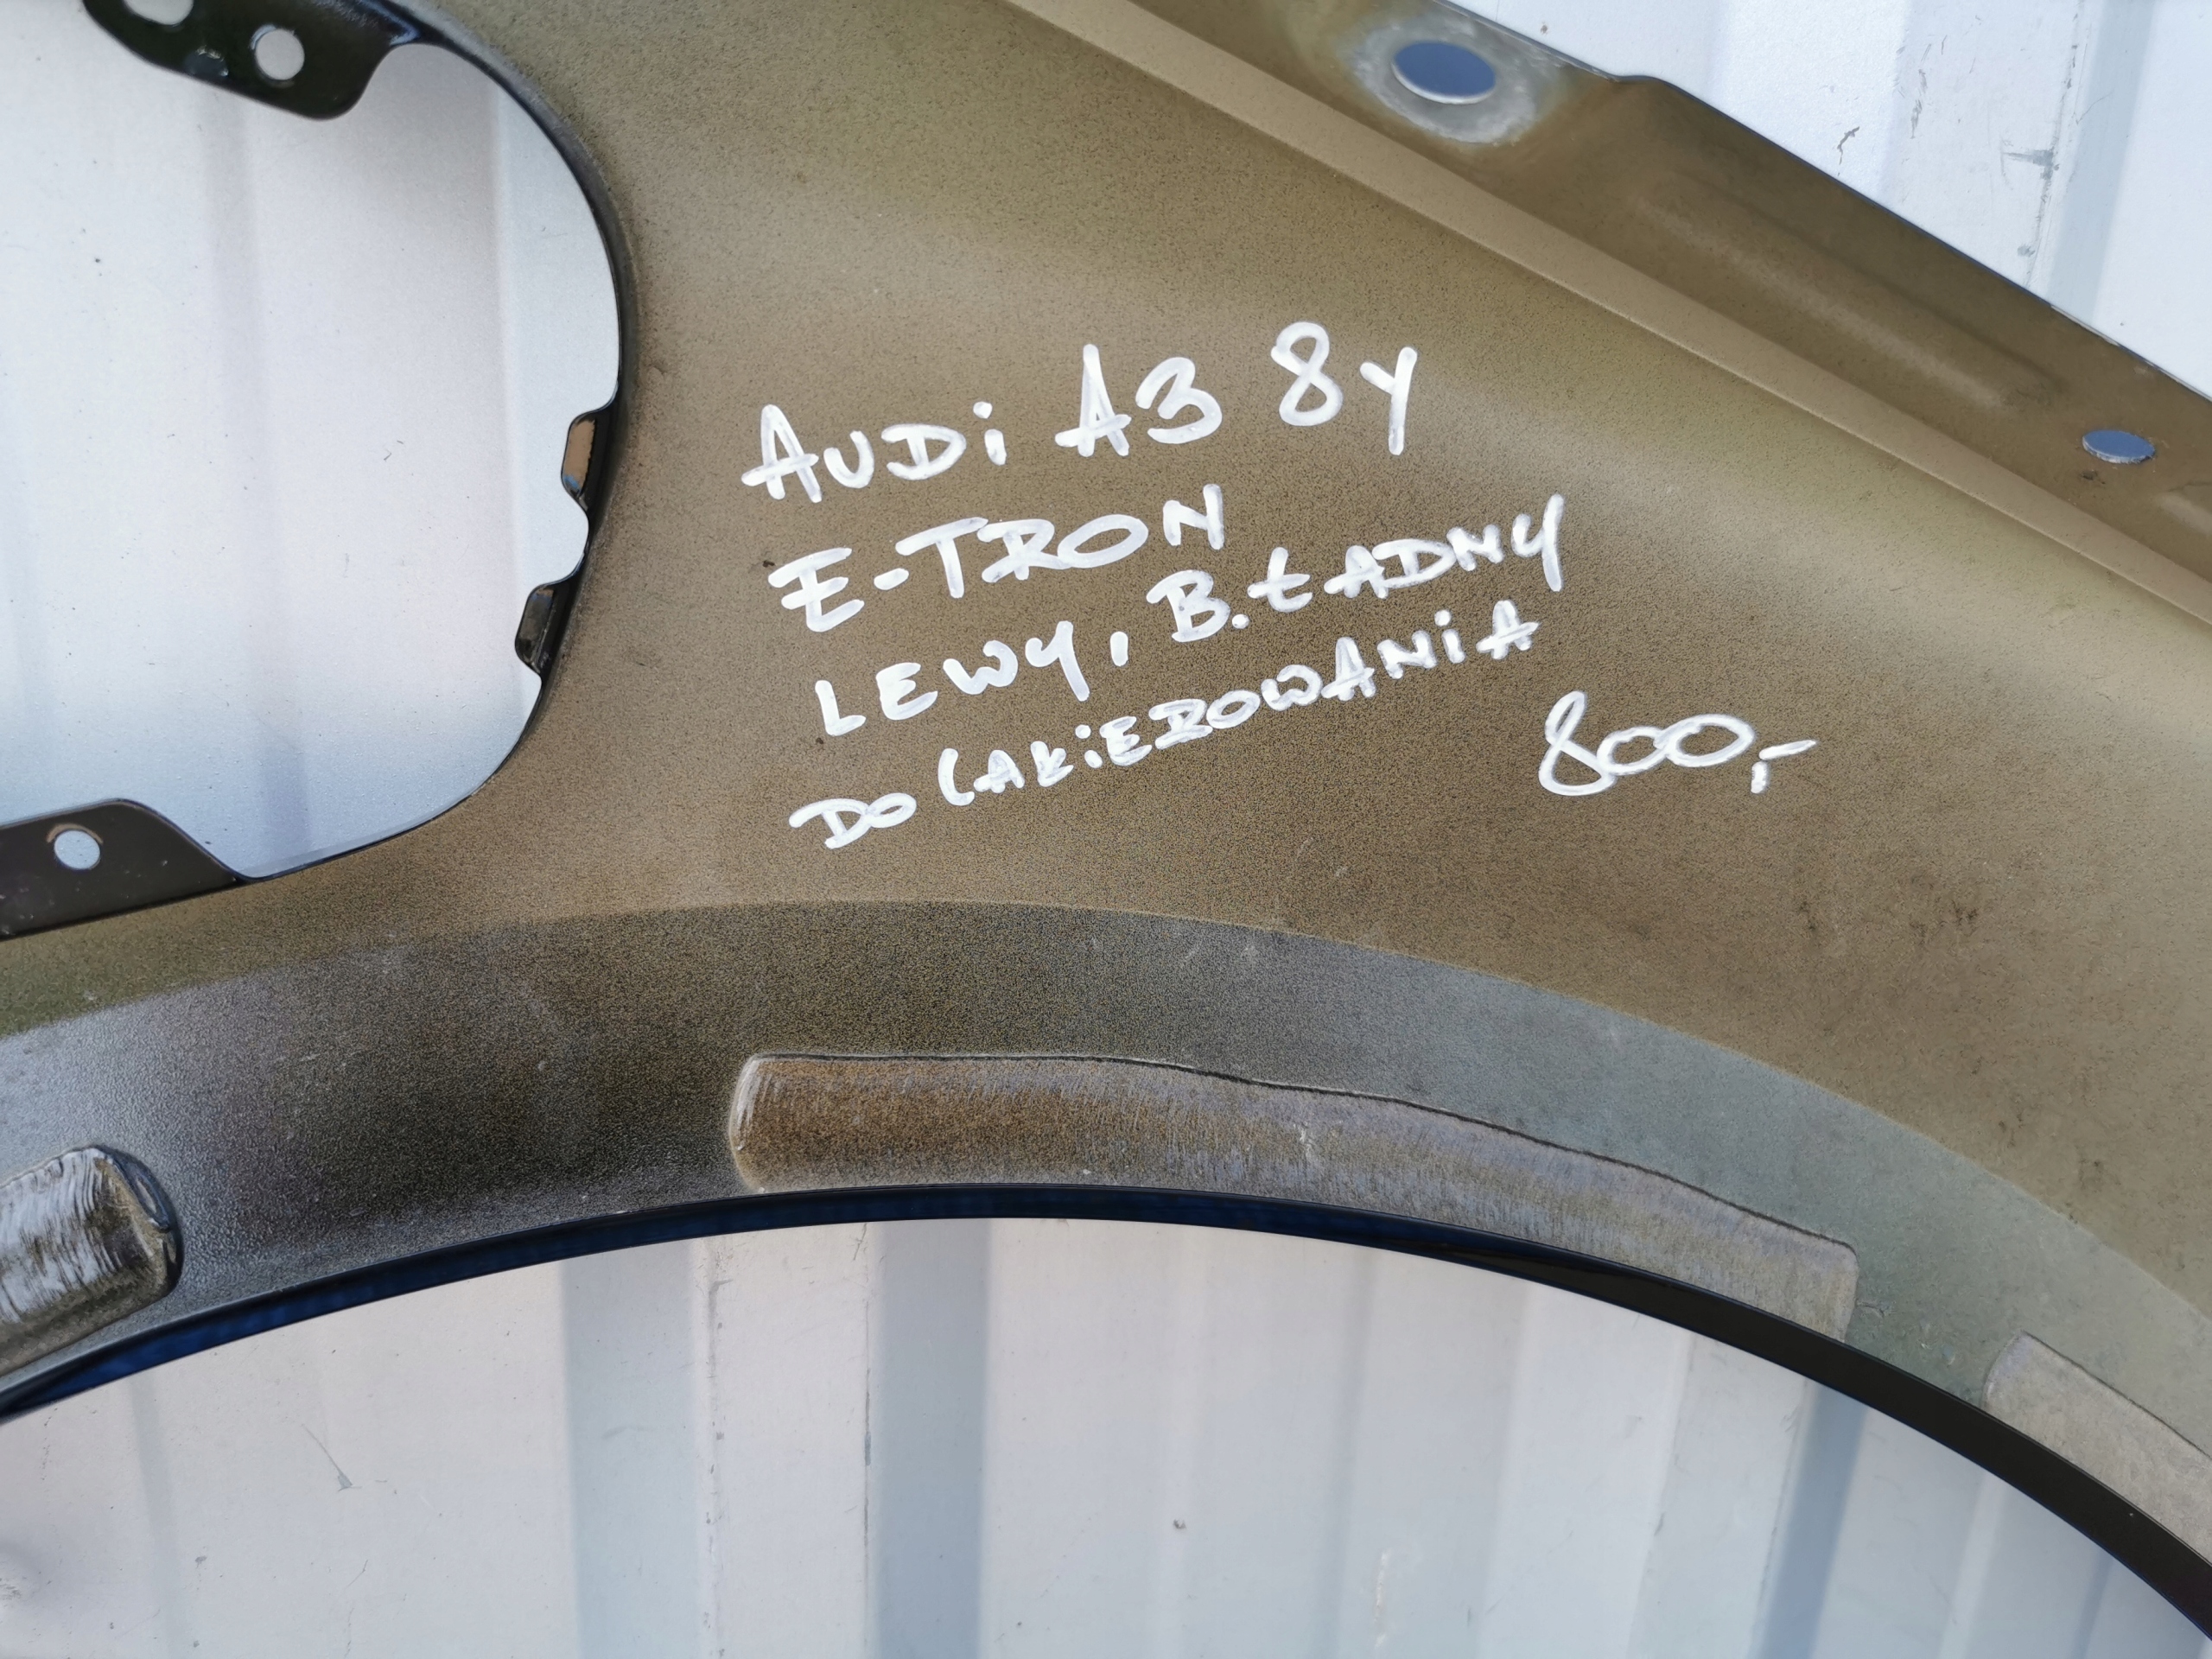 AUDi A3 8Y
E-TRON
LEWY, B. ŁADNY
DO LAKiEROWANiA
800,-